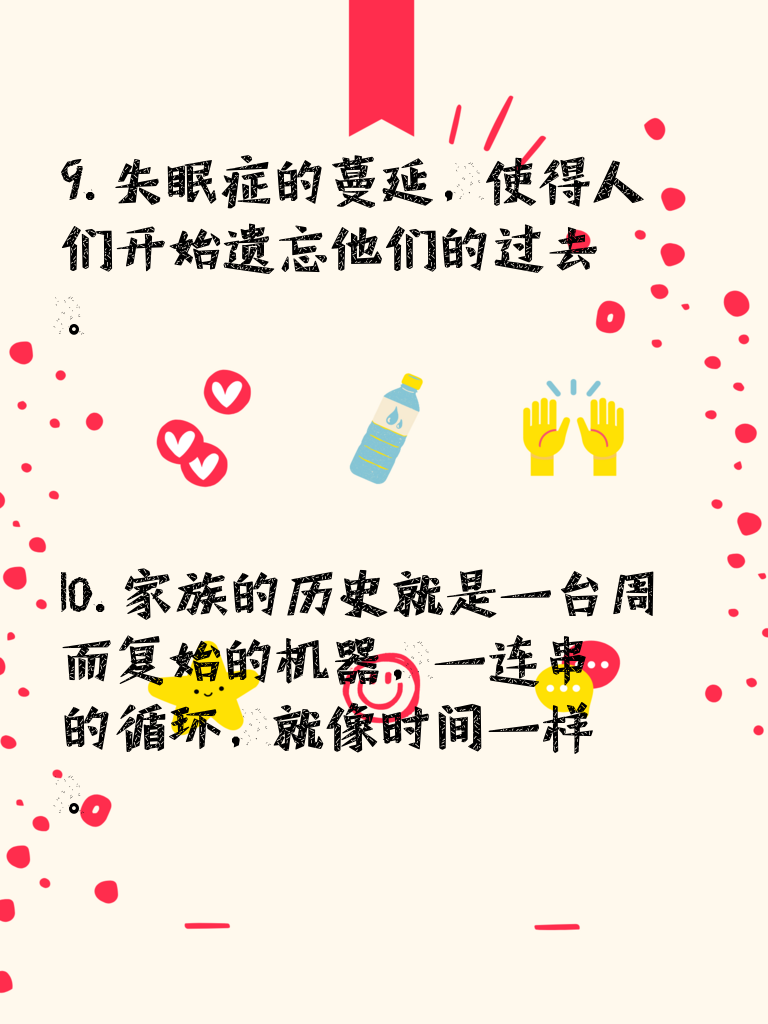 9.失眠症的蔓延，使得人
们开始遗忘他们的过去
。
10.家族的历史就是一台周
而复始的机器，一连串
的循环，就像时间一样
。